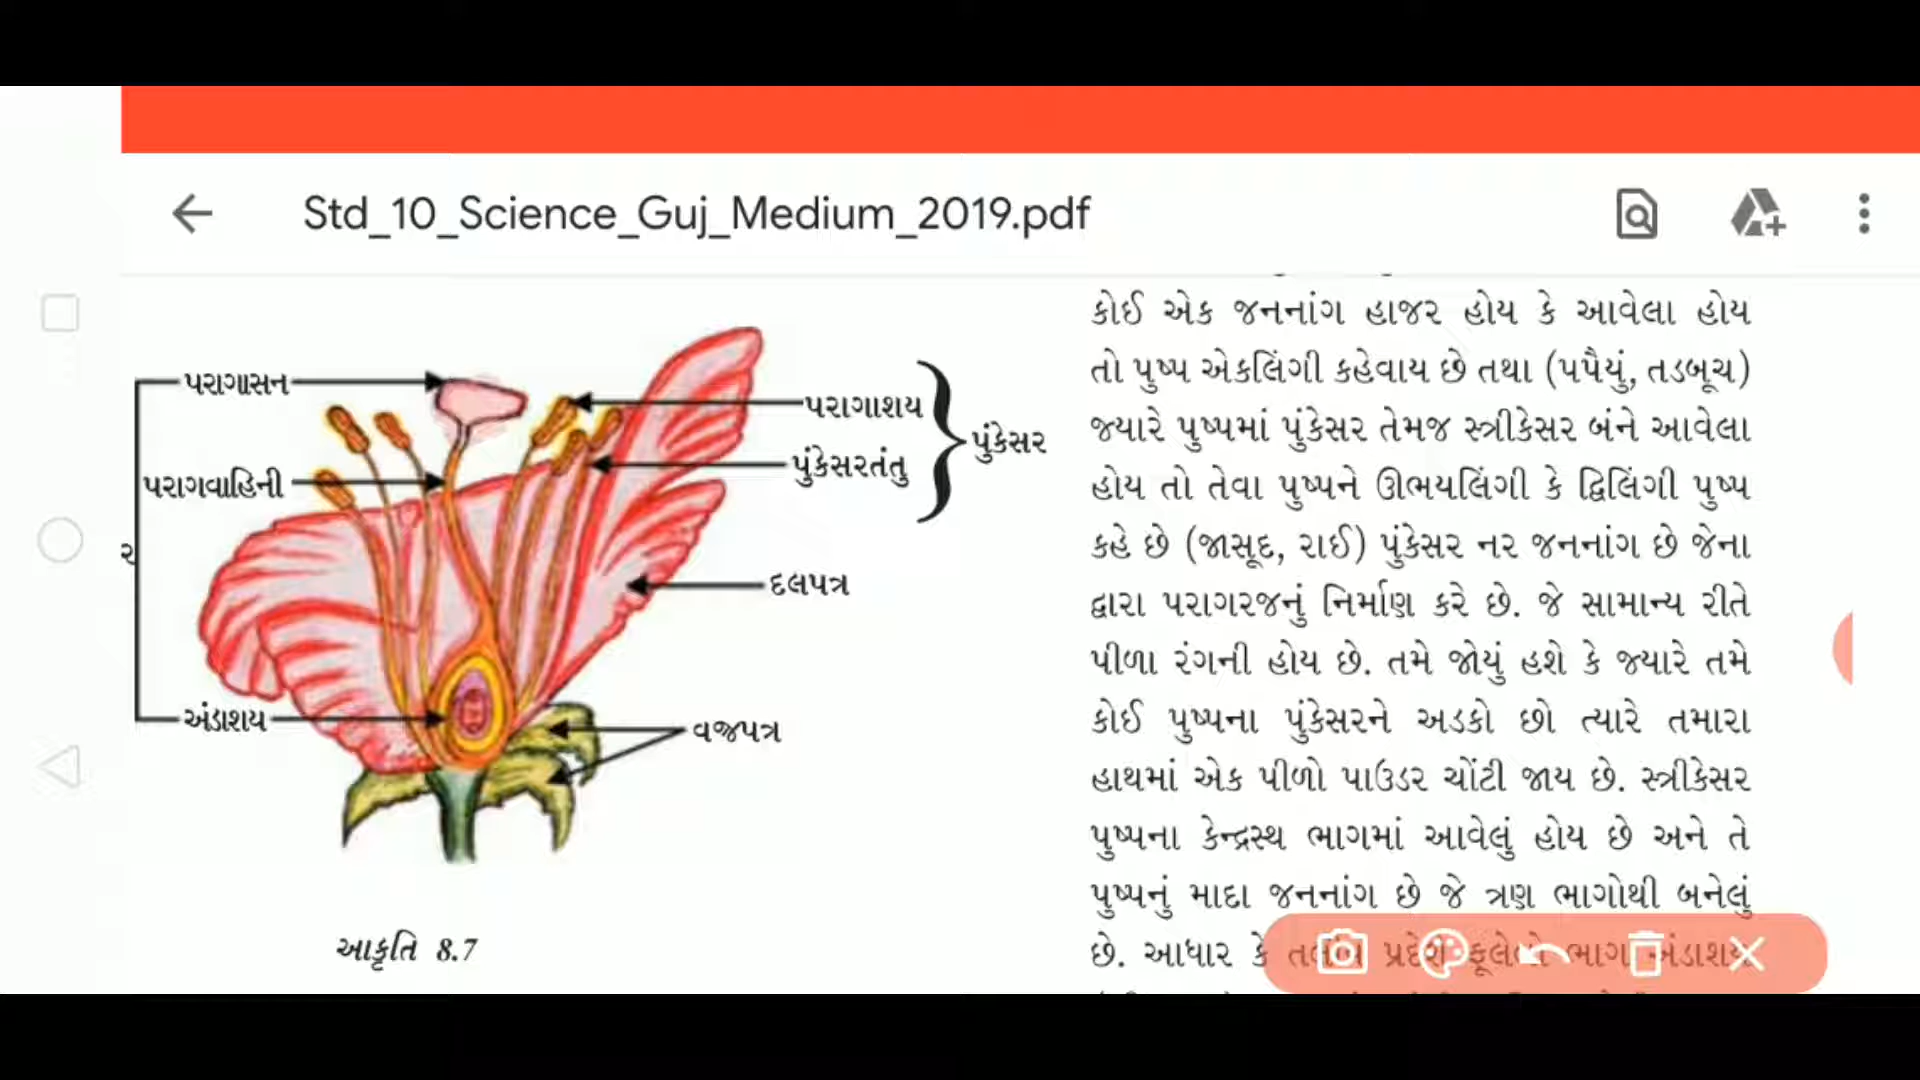 Std_10_Science_Guj_Medium_2019.pdf
પરાગાસન
પરાગાશય
પુંકેસર
પુંકેસરતંતુ
પરાગવાહિની
દલપત્ર
અંડાશય
વજપત્ર
આકૃતિ 8.7
કોઈ એક જનનાંગ હાજર હોય કે આવેલા હોય
તો પુષ્પ એકલિંગી કહેવાય છે તથા (પપૈયું, તડબૂચ)
જ્યારે પુષ્પમાં પુંકેસર તેમજ સ્ત્રીકેસર બંને આવેલા
હોય તો તેવા પુષ્પને ઊભયલિંગી કે દ્વિલિંગી પુષ્પ
કહે છે (જાસૂદ, રાઈ) પુંકેસર નર જનનાંગ છે જેના
દ્વારા પરાગરજનું નિર્માણ કરે છે. જે સામાન્ય રીતે
પીળા રંગની હોય છે. તમે જોયું હશે કે જ્યારે તમે
કોઈ પુષ્પના પુંકેસરને અડકો છો ત્યારે તમારા
હાથમાં એક પીળો પાઉડર ચોંટી જાય છે. સ્ત્રીકેસર
પુષ્પના કેન્દ્રસ્થ ભાગમાં આવેલું હોય છે અને તે
પુષ્પનું માદા જનનાંગ છે જે ત્રણ ભાગોથી બનેલું
છે. આધાર કે પ્રદેશે ફૂલેલો ભાગ અંડાશય